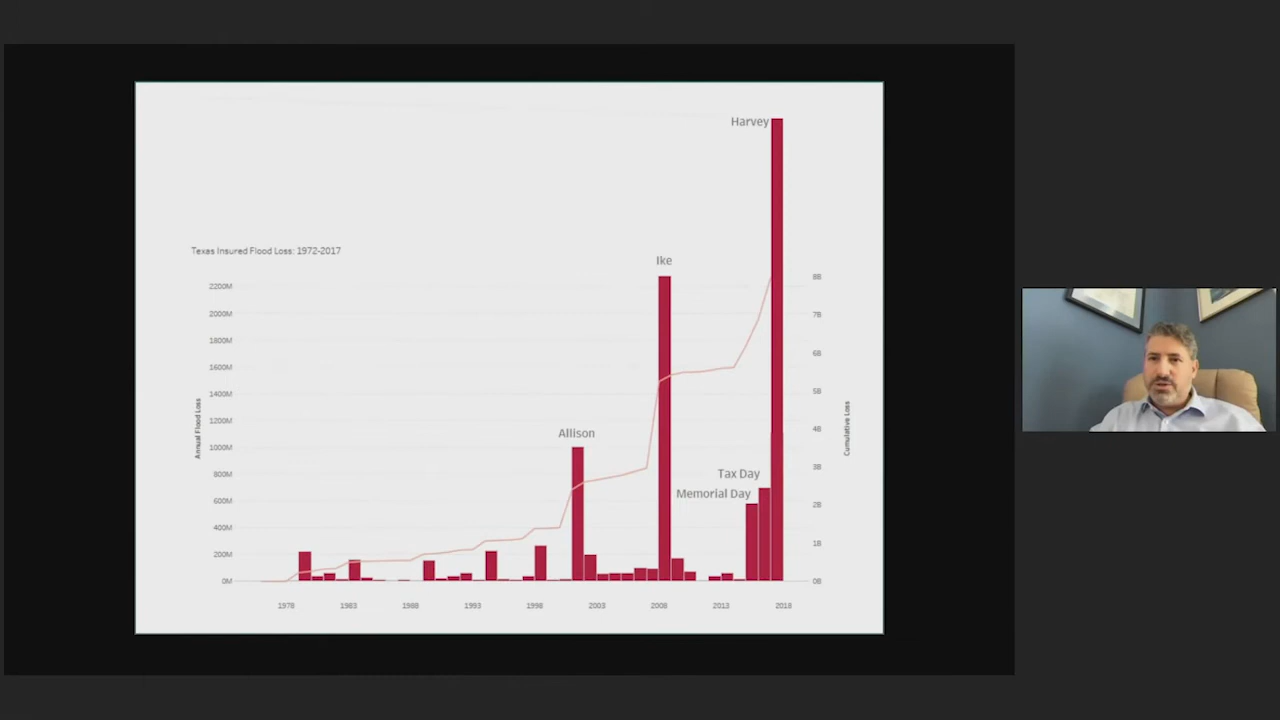 Harvey
Texas Insured Flood Loss: 1972-2017
Ike
2200M
2000M
1800M
1600M
1400M
1200M
1000M
800M
600M
400M
200M
0M
Annual Flood Loss
8B
7B
6B
5B
4B
3B
2B
1B
0B
Cumulative Loss
Allison
Tax Day
Memorial Day
1978
1983
1988
1993
1998
2003
2008
2013
2018